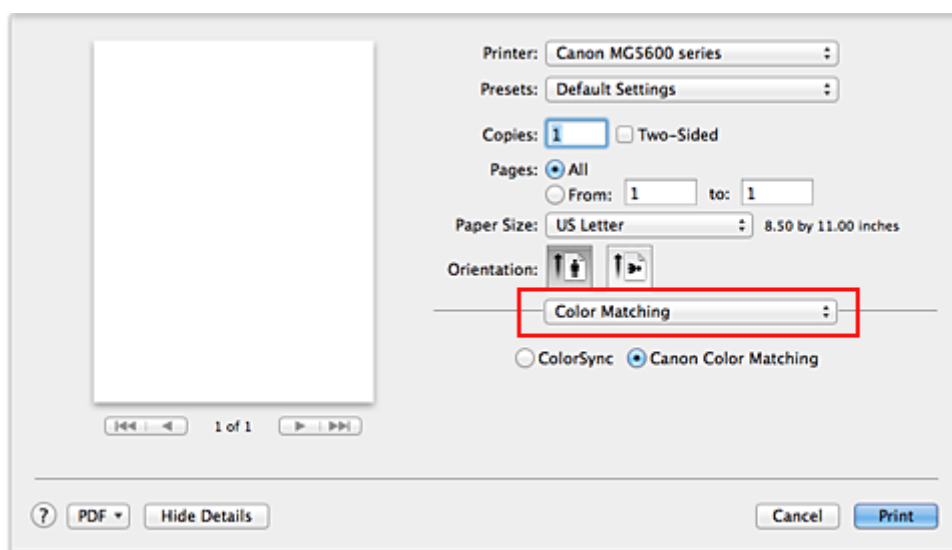 Printer: Canon MG5600 series
Presets: Default Settings
Copies: 1 Two-Sided
Pages: All
From: 1 to: 1
Paper Size: US Letter 8.50 by 11.00 inches
Orientation:
Color Matching
ColorSync Canon Color Matching
1 of 1
? PDF Hide Details Cancel Print